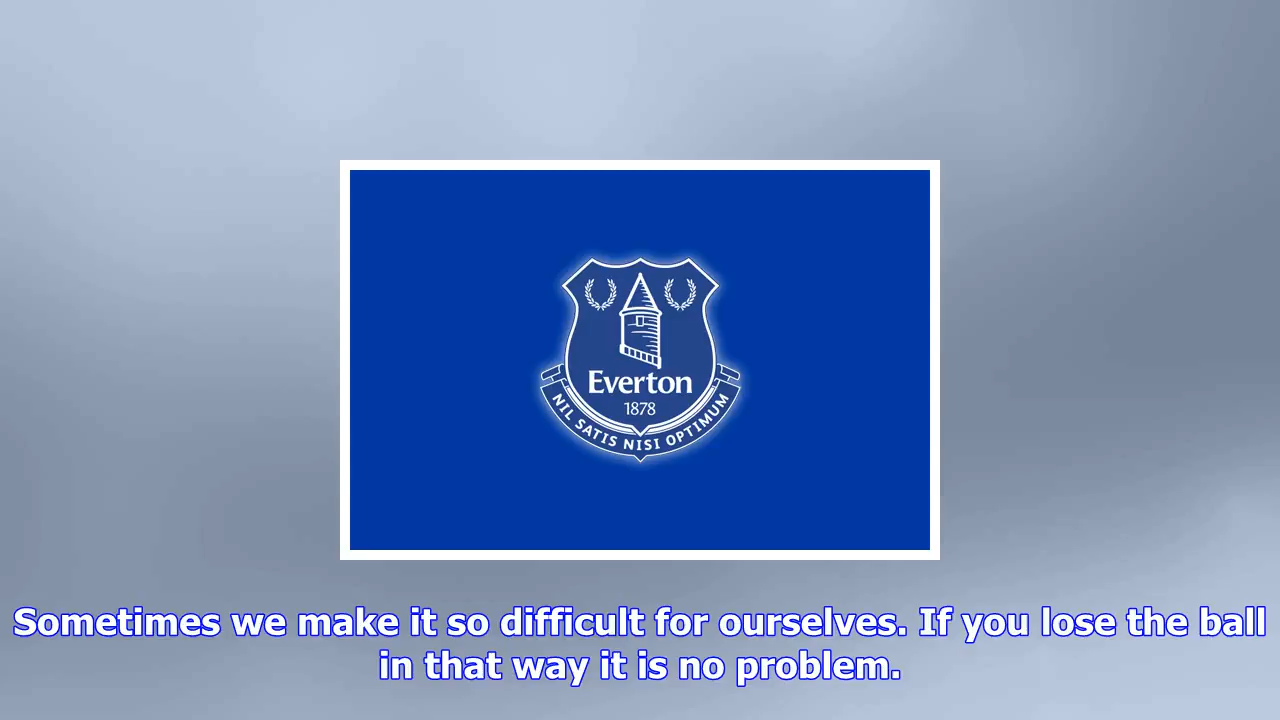 Everton
1878
NIL SATIS NISI OPTIMUM
Sometimes we make it so difficult for ourselves. If you lose the ball
in that way it is no problem.